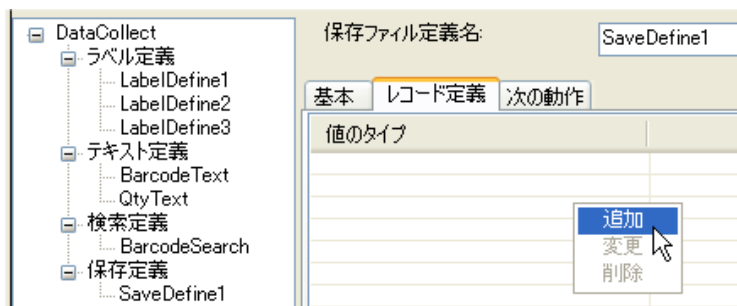 DataCollect
ラベル定義
LabelDefine1
LabelDefine2
LabelDefine3
テキスト定義
BarcodeText
QtyText
検索定義
BarcodeSearch
保存定義
SaveDefine1
保存ファイル定義名:
SaveDefine1
基本 レコード定義 次の動作
値のタイプ
追加
変更
削除